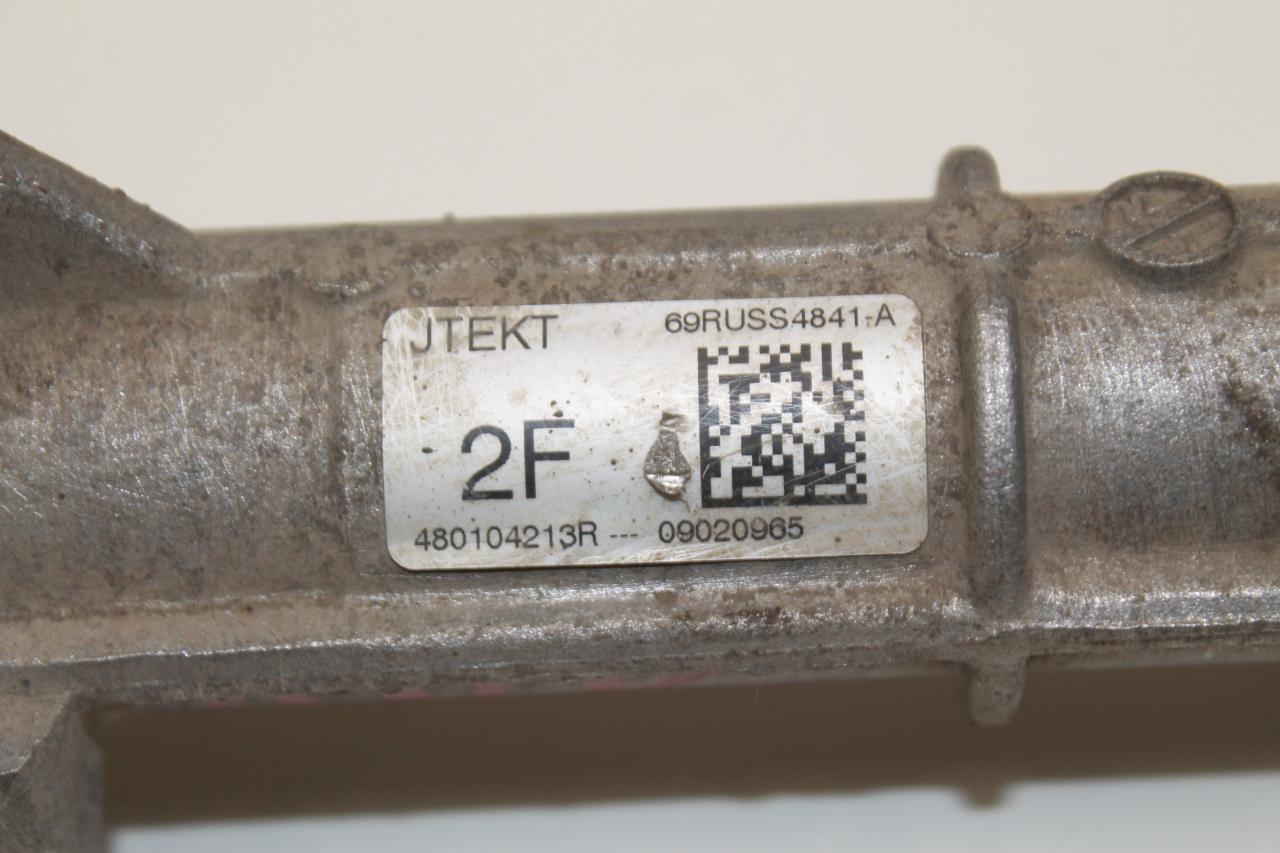 JTEKT 69RUSS4841-A
2F
480104213R --- 09020965